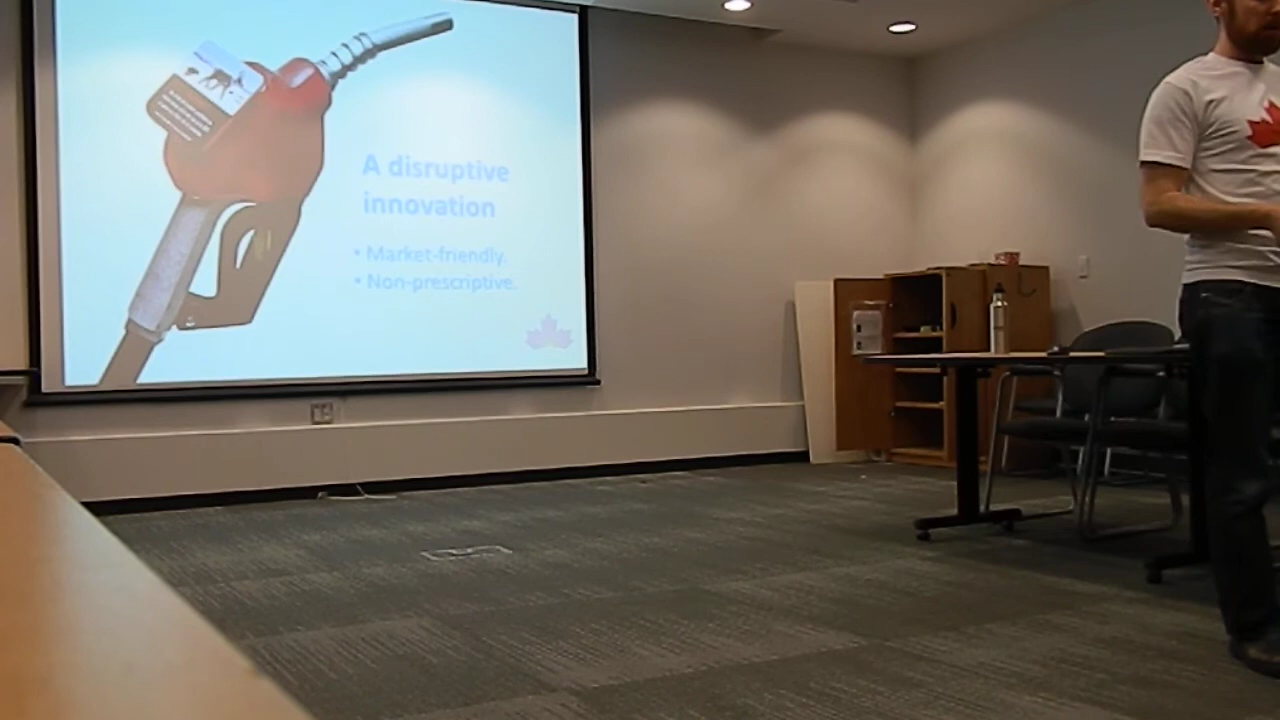 A disruptive
innovation
• Market-friendly.
• Non-prescriptive.